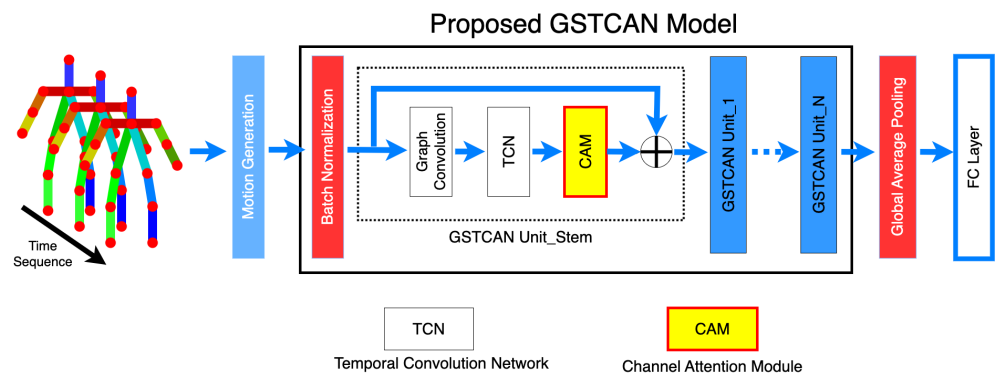 Proposed GSTCAN Model
Time
Sequence
Motion Generation
Batch Normalization
Graph
Convolution
TCN
CAM
GSTCAN Unit_Stem
GSTCAN Unit_1
GSTCAN Unit_N
Global Average Pooling
FC Layer
TCN
Temporal Convolution Network
CAM
Channel Attention Module